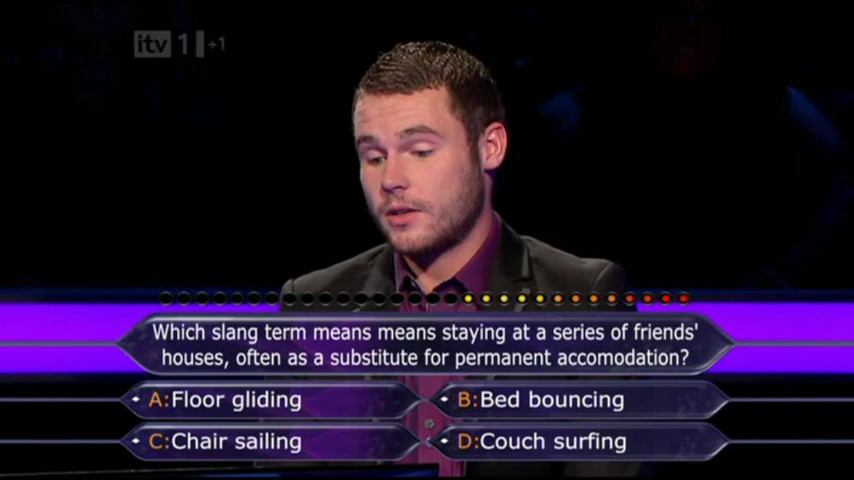 itv 1 +1
Which slang term means means staying at a series of friends'
houses, often as a substitute for permanent accomodation?
A:Floor gliding
B:Bed bouncing
C:Chair sailing
D:Couch surfing